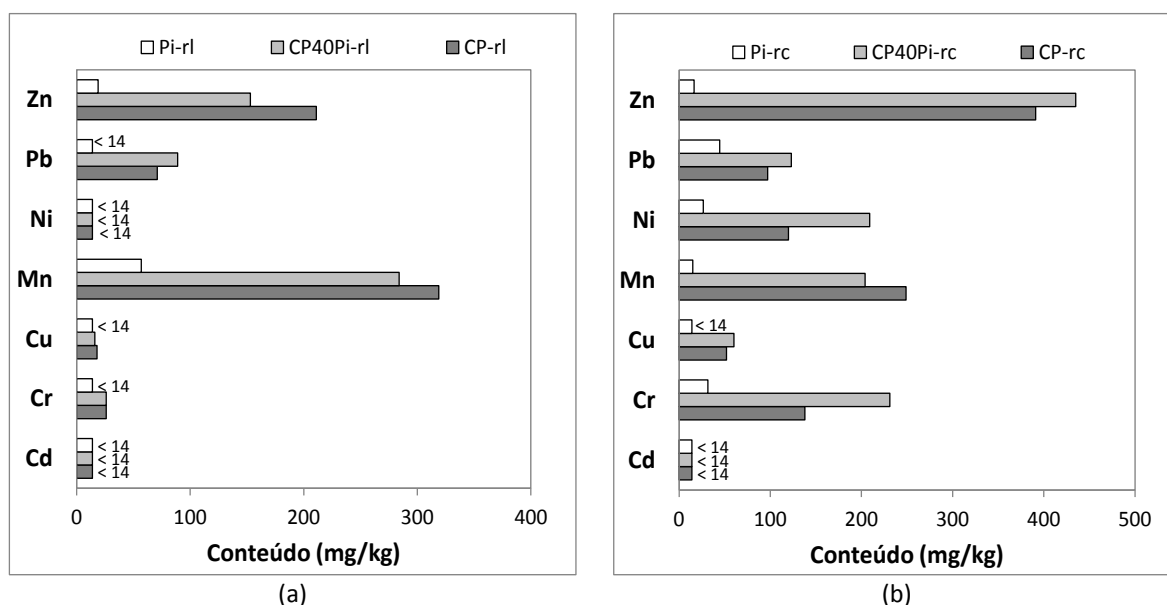 Pi-rl CP40Pi-rl CP-rl
Zn
Pb < 14
Ni < 14
< 14
< 14
Mn
Cu < 14
Cr < 14
Cd < 14
< 14
< 14
0 100 200 300 400
Conteúdo (mg/kg)
(a)
Pi-rc CP40Pi-rc CP-rc
Zn
Pb
Ni
Mn
Cu < 14
Cr
Cd < 14
< 14
< 14
0 100 200 300 400 500
Conteúdo (mg/kg)
(b)